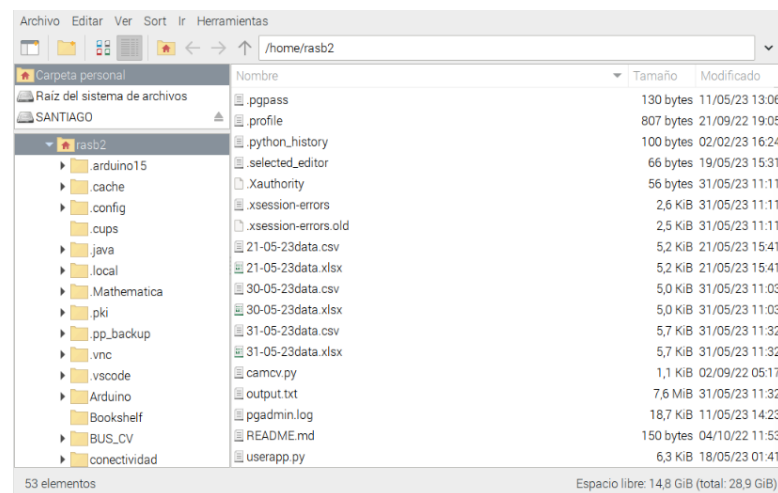 Archivo Editar Ver Sort Ir Herramientas
/home/rasb2
Carpeta personal
Raíz del sistema de archivos
SANTIAGO
rasb2
.arduino15
.cache
.config
.cups
.java
.local
.Mathematica
.pki
.pp_backup
.vnc
.vscode
Arduino
Bookshelf
BUS_CV
conectividad
Nombre Tamaño Modificado
.pgpass 130 bytes 11/05/23 13:06
.profile 807 bytes 21/09/22 19:05
.python_history 100 bytes 02/02/23 16:24
.selected_editor 66 bytes 19/05/23 15:31
.Xauthority 56 bytes 31/05/23 11:11
.xsession-errors 2,6 KiB 31/05/23 11:11
.xsession-errors.old 2,5 KiB 31/05/23 11:11
21-05-23data.csv 5,2 KiB 21/05/23 15:41
21-05-23data.xlsx 5,2 KiB 21/05/23 15:41
30-05-23data.csv 5,0 KiB 31/05/23 11:03
30-05-23data.xlsx 5,0 KiB 31/05/23 11:03
31-05-23data.csv 5,7 KiB 31/05/23 11:32
31-05-23data.xlsx 5,7 KiB 31/05/23 11:32
camcv.py 1,1 KiB 02/09/22 05:17
output.txt 7,6 MiB 31/05/23 11:32
pgadmin.log 18,7 KiB 11/05/23 14:23
README.md 150 bytes 04/10/22 11:53
userapp.py 6,3 KiB 18/05/23 01:41
53 elementos Espacio libre: 14,8 GiB (total: 28,9 GiB)